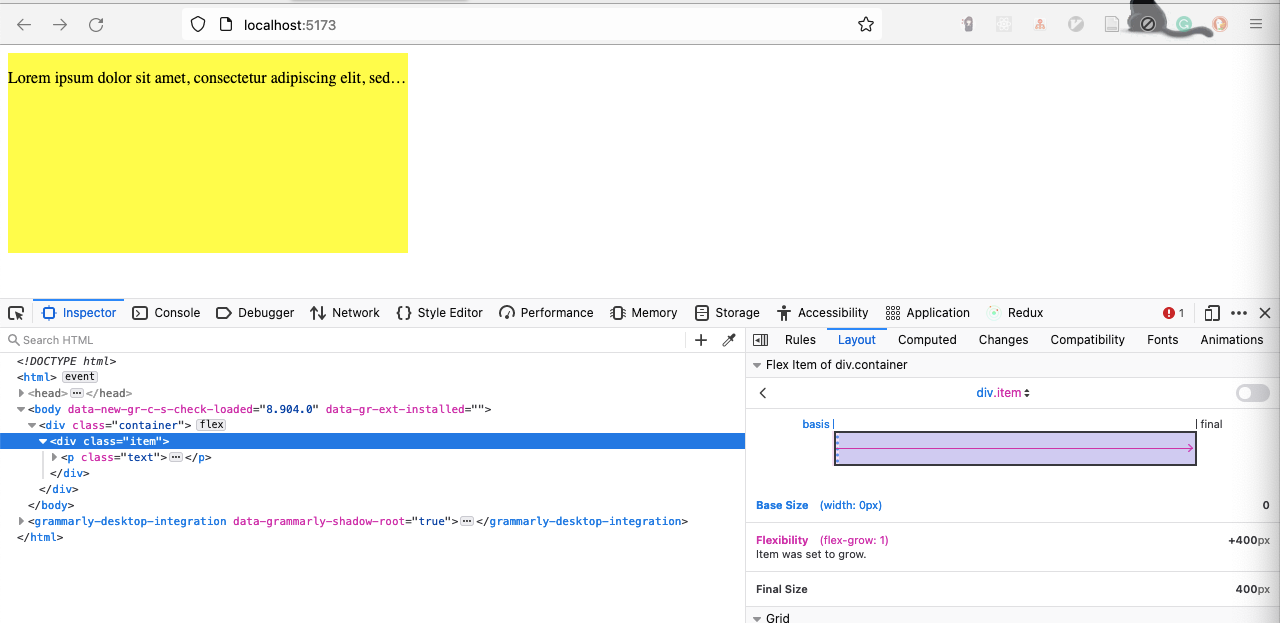 localhost:5173
Lorem ipsum dolor sit amet, consectetur adipiscing elit, sed…
Inspector Console Debugger Network Style Editor Performance Memory Storage Accessibility Application Redux 1
Search HTML
<!DOCTYPE html>
<html> event
<head> ⋯ </head>
<body data-new-gr-c-s-check-loaded="8.904.0" data-gr-ext-installed="">
<div class="container"> flex
<div class="item">
<p class="text"> ⋯ </p>
</div>
</div>
</body>
<grammarly-desktop-integration data-grammarly-shadow-root="true"> ⋯ </grammarly-desktop-integration>
</html>
Rules Layout Computed Changes Compatibility Fonts Animations
Flex Item of div.container
div.item
basis final
Base Size (width: 0px) 0
Flexibility (flex-grow: 1) +400px
Item was set to grow.
Final Size 400px
Grid